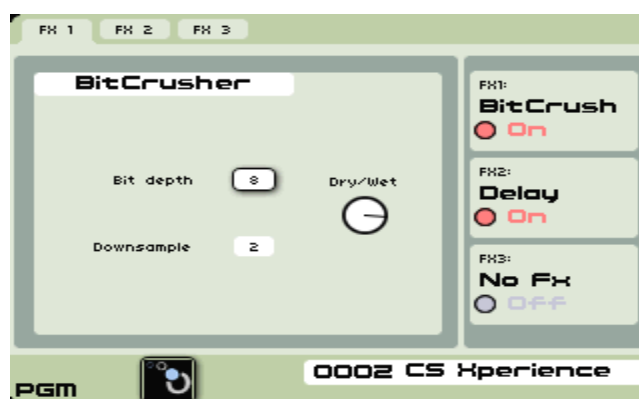 FX 1 FX 2 FX 3
BitCrusher
Bit depth 8 Dry/Wet
Downsample 2
FX1:
BitCrush
On
FX2:
Delay
On
FX3:
No Fx
Off
PGM 0002 CS Xperience